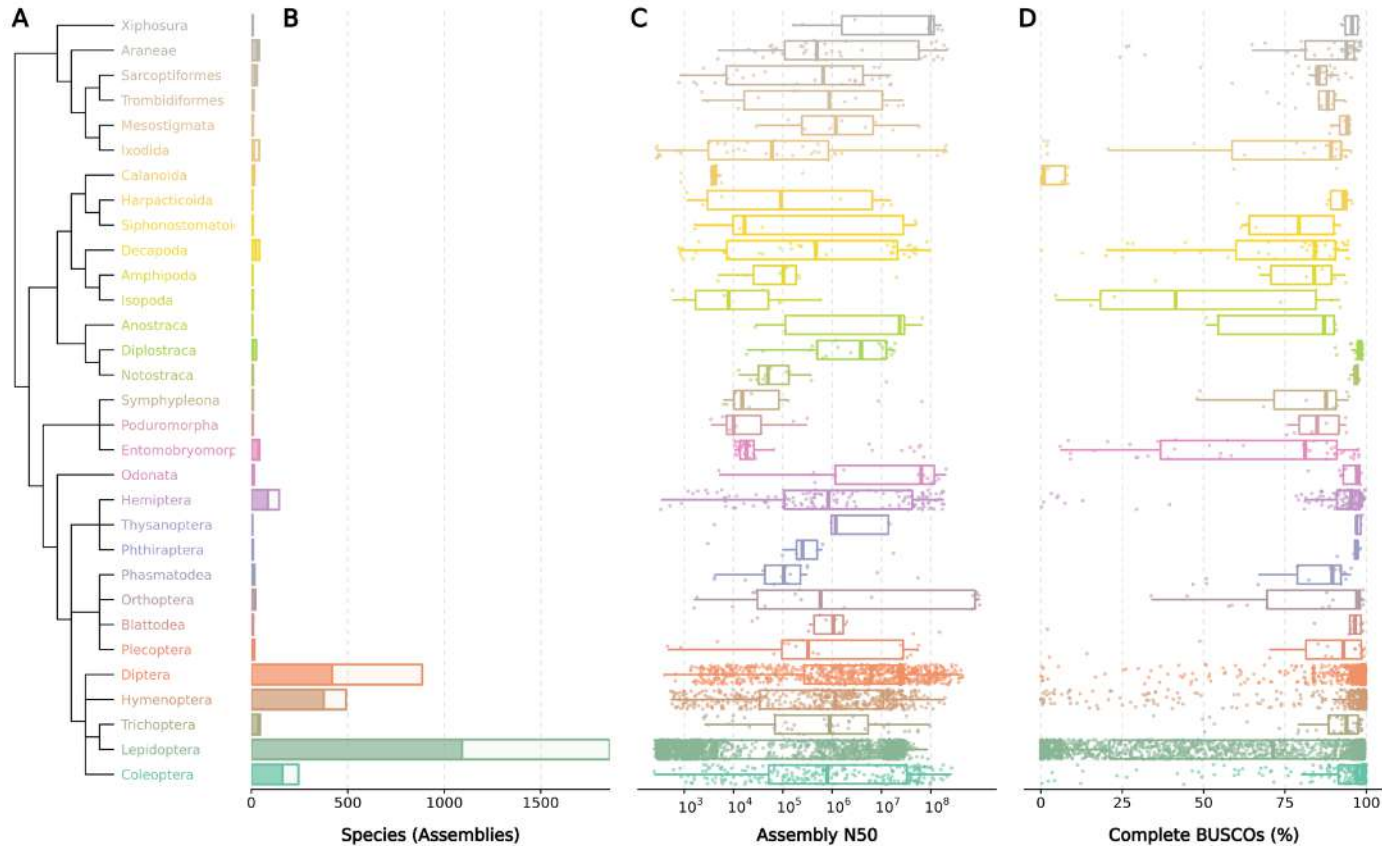 A
B
C
D
Xiphosura
Araneae
Sarcoptiformes
Trombidiformes
Mesostigmata
Ixodida
Calanoida
Harpacticoida
Siphonostomatoi
Decapoda
Amphipoda
Isopoda
Anostraca
Diplostraca
Notostraca
Symphypleona
Poduromorpha
Entomobryomorp
Odonata
Hemiptera
Thysanoptera
Phthiraptera
Phasmatodea
Orthoptera
Blattodea
Plecoptera
Diptera
Hymenoptera
Trichoptera
Lepidoptera
Coleoptera
0 500 1000 1500
10³ 10⁴ 10⁵ 10⁶ 10⁷ 10⁸
0 25 50 75 100
Species (Assemblies)
Assembly N50
Complete BUSCOs (%)